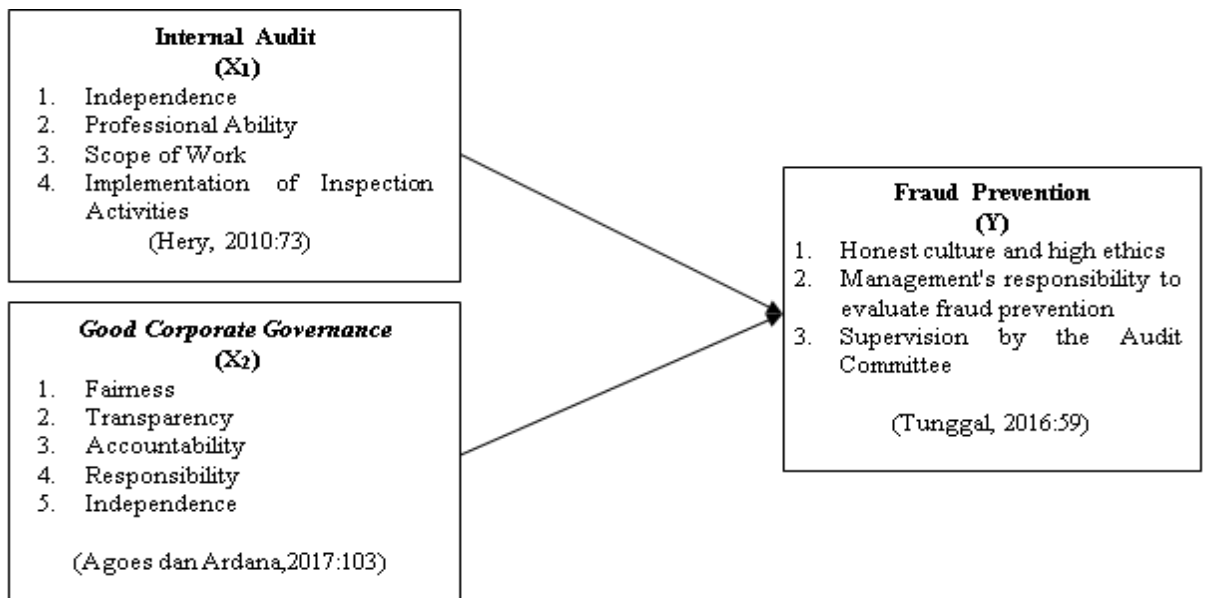 Internal Audit
(X1)
1. Independence
2. Professional Ability
3. Scope of Work
4. Implementation of Inspection
Activities
(Hery, 2010:73)
Good Corporate Governance
(X2)
1. Fairness
2. Transparency
3. Accountability
4. Responsibility
5. Independence
(Agoes dan Ardana,2017:103)
Fraud Prevention
(Y)
1. Honest culture and high ethics
2. Management's responsibility to
evaluate fraud prevention
3. Supervision by the Audit
Committee
(Tunggal, 2016:59)